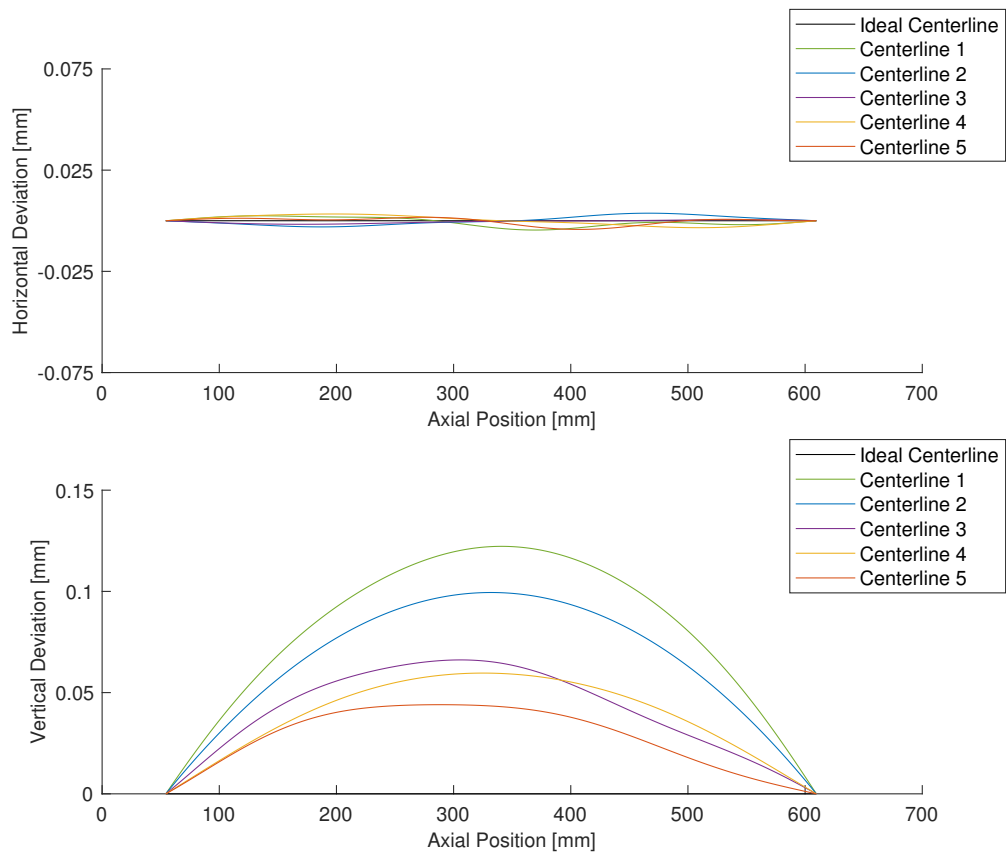 Ideal Centerline
Centerline 1
Centerline 2
Centerline 3
Centerline 4
Centerline 5
0.075
0.025
-0.025
-0.075
Horizontal Deviation [mm]
0 100 200 300 400 500 600 700
Axial Position [mm]
Ideal Centerline
Centerline 1
Centerline 2
Centerline 3
Centerline 4
Centerline 5
0.15
0.1
0.05
0
Vertical Deviation [mm]
0 100 200 300 400 500 600 700
Axial Position [mm]